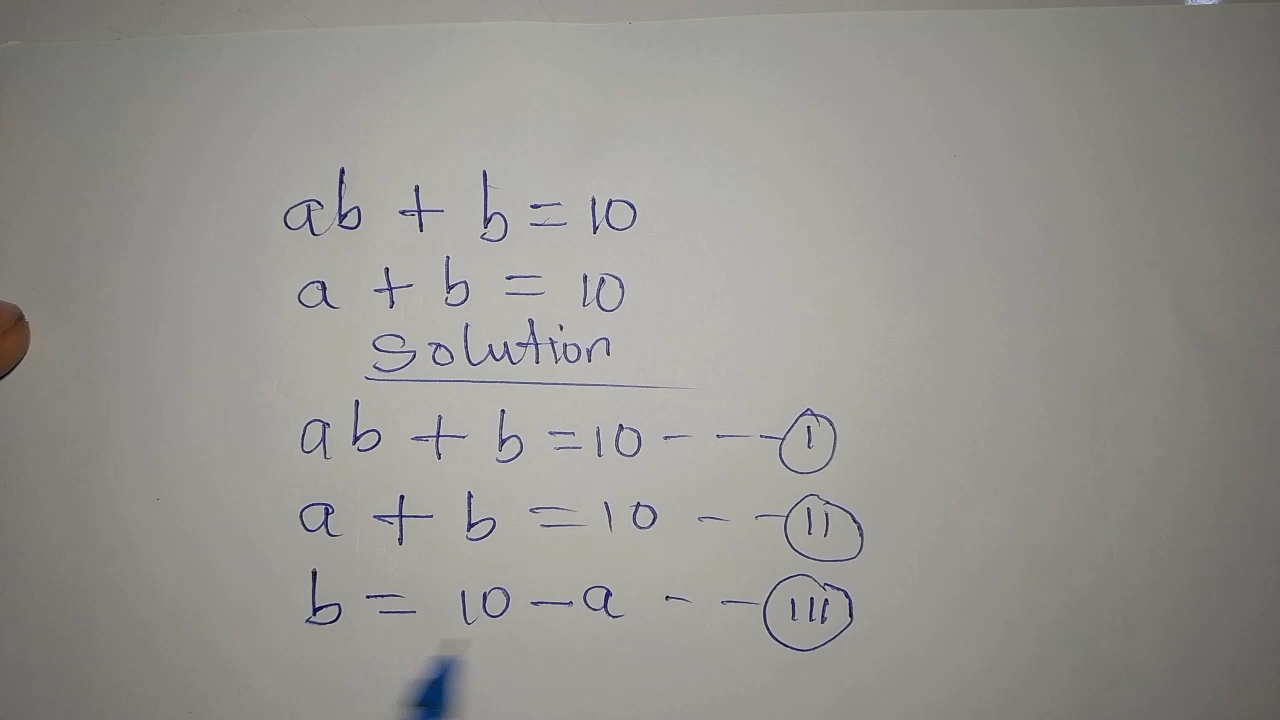 ab + b = 10
a + b = 10
Solution
ab + b = 10 - - - (I)
a + b = 10 - - (II)
b = 10 - a - - (III)